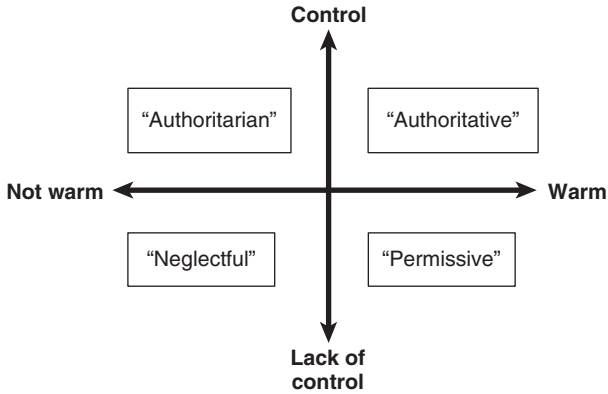 Control
“Authoritarian”
“Authoritative”
Not warm
Warm
“Neglectful”
“Permissive”
Lack of
control